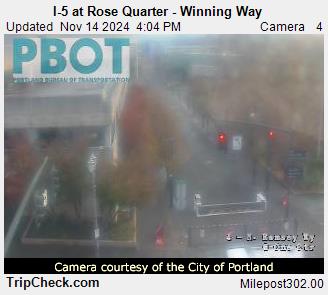 I-5 at Rose Quarter - Winning Way
Updated Nov 14 2024 4:04 PM Camera 4
PBOT
PORTLAND BUREAU OF TRANSPORTATION
Camera courtesy of the City of Portland
TripCheck.com Milepost302.00